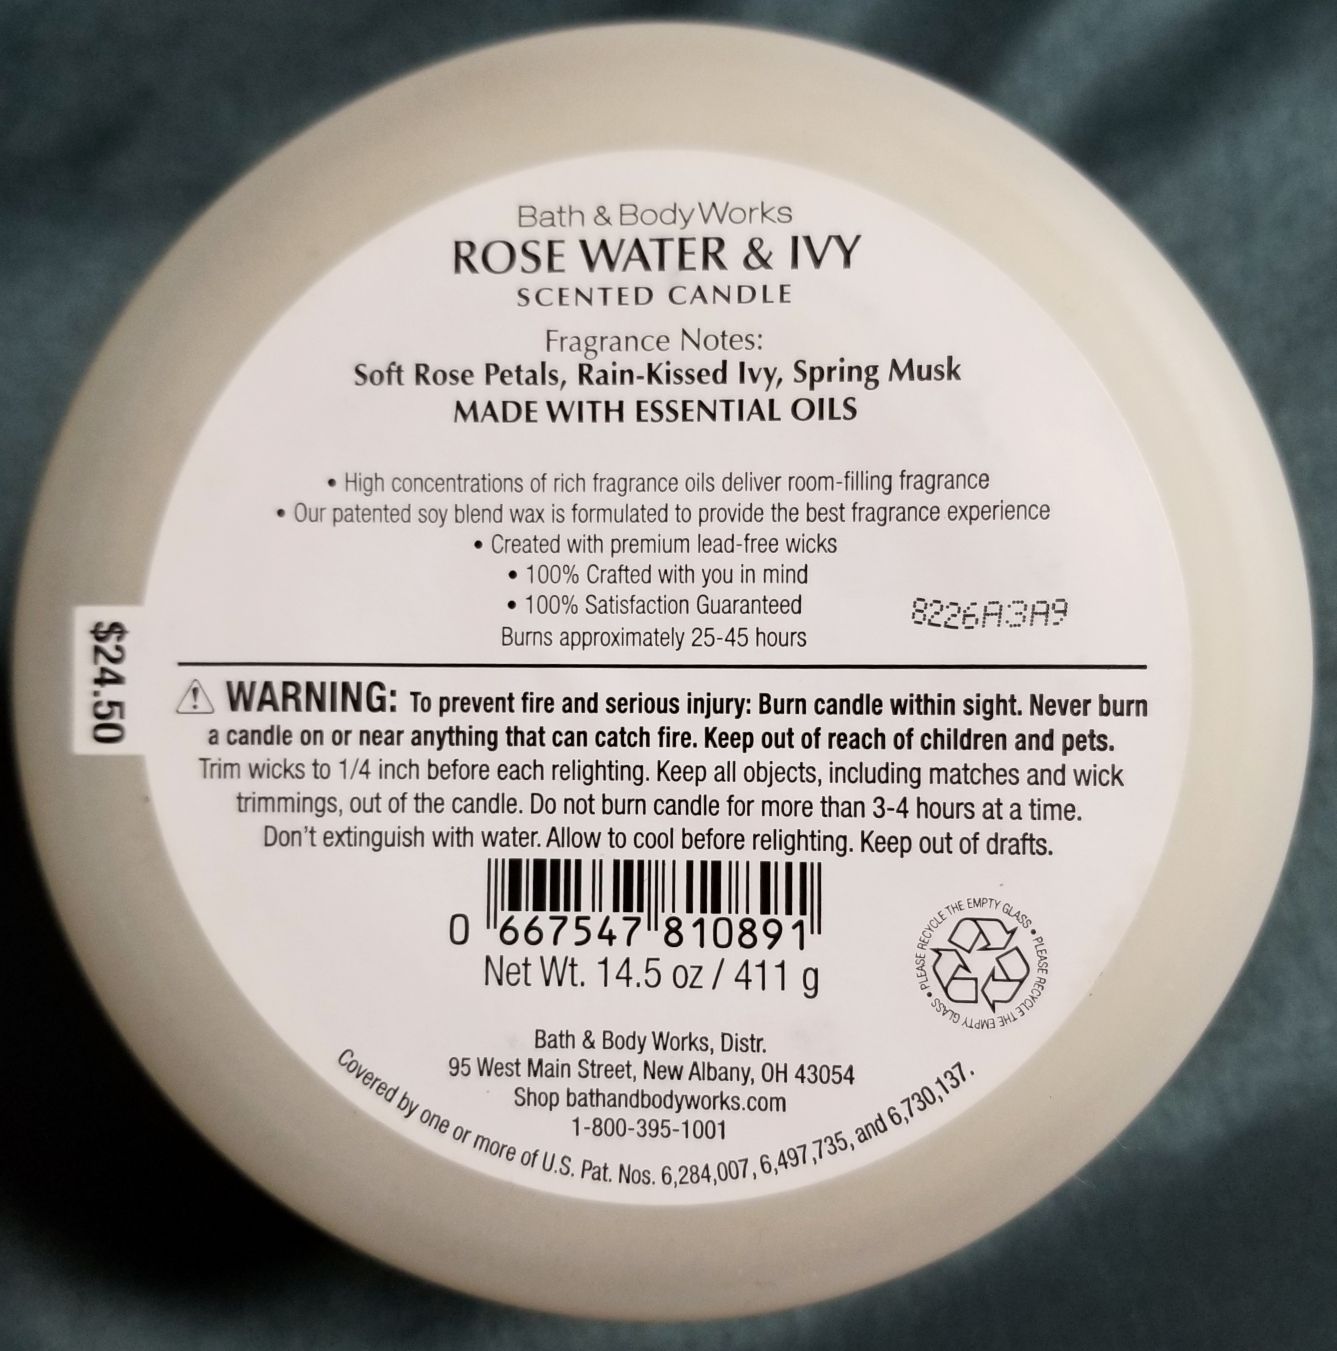 Bath & Body Works
ROSE WATER & IVY
SCENTED CANDLE
Fragrance Notes:
Soft Rose Petals, Rain-Kissed Ivy, Spring Musk
MADE WITH ESSENTIAL OILS
• High concentrations of rich fragrance oils deliver room-filling fragrance
• Our patented soy blend wax is formulated to provide the best fragrance experience
• Created with premium lead-free wicks
• 100% Crafted with you in mind
• 100% Satisfaction Guaranteed
8226A3A9
Burns approximately 25-45 hours
$24.50
⚠ WARNING: To prevent fire and serious injury: Burn candle within sight. Never burn
a candle on or near anything that can catch fire. Keep out of reach of children and pets.
Trim wicks to 1/4 inch before each relighting. Keep all objects, including matches and wick
trimmings, out of the candle. Do not burn candle for more than 3-4 hours at a time.
Don't extinguish with water. Allow to cool before relighting. Keep out of drafts.
0 667547 810891
Net Wt. 14.5 oz / 411 g
PLEASE RECYCLE THE EMPTY GLASS • PLEASE RECYCLE THE EMPTY GLASS •
Bath & Body Works, Distr.
95 West Main Street, New Albany, OH 43054
Shop bathandbodyworks.com
1-800-395-1001
Covered by one or more of U.S. Pat. Nos. 6,284,007, 6,497,735, and 6,730,137.